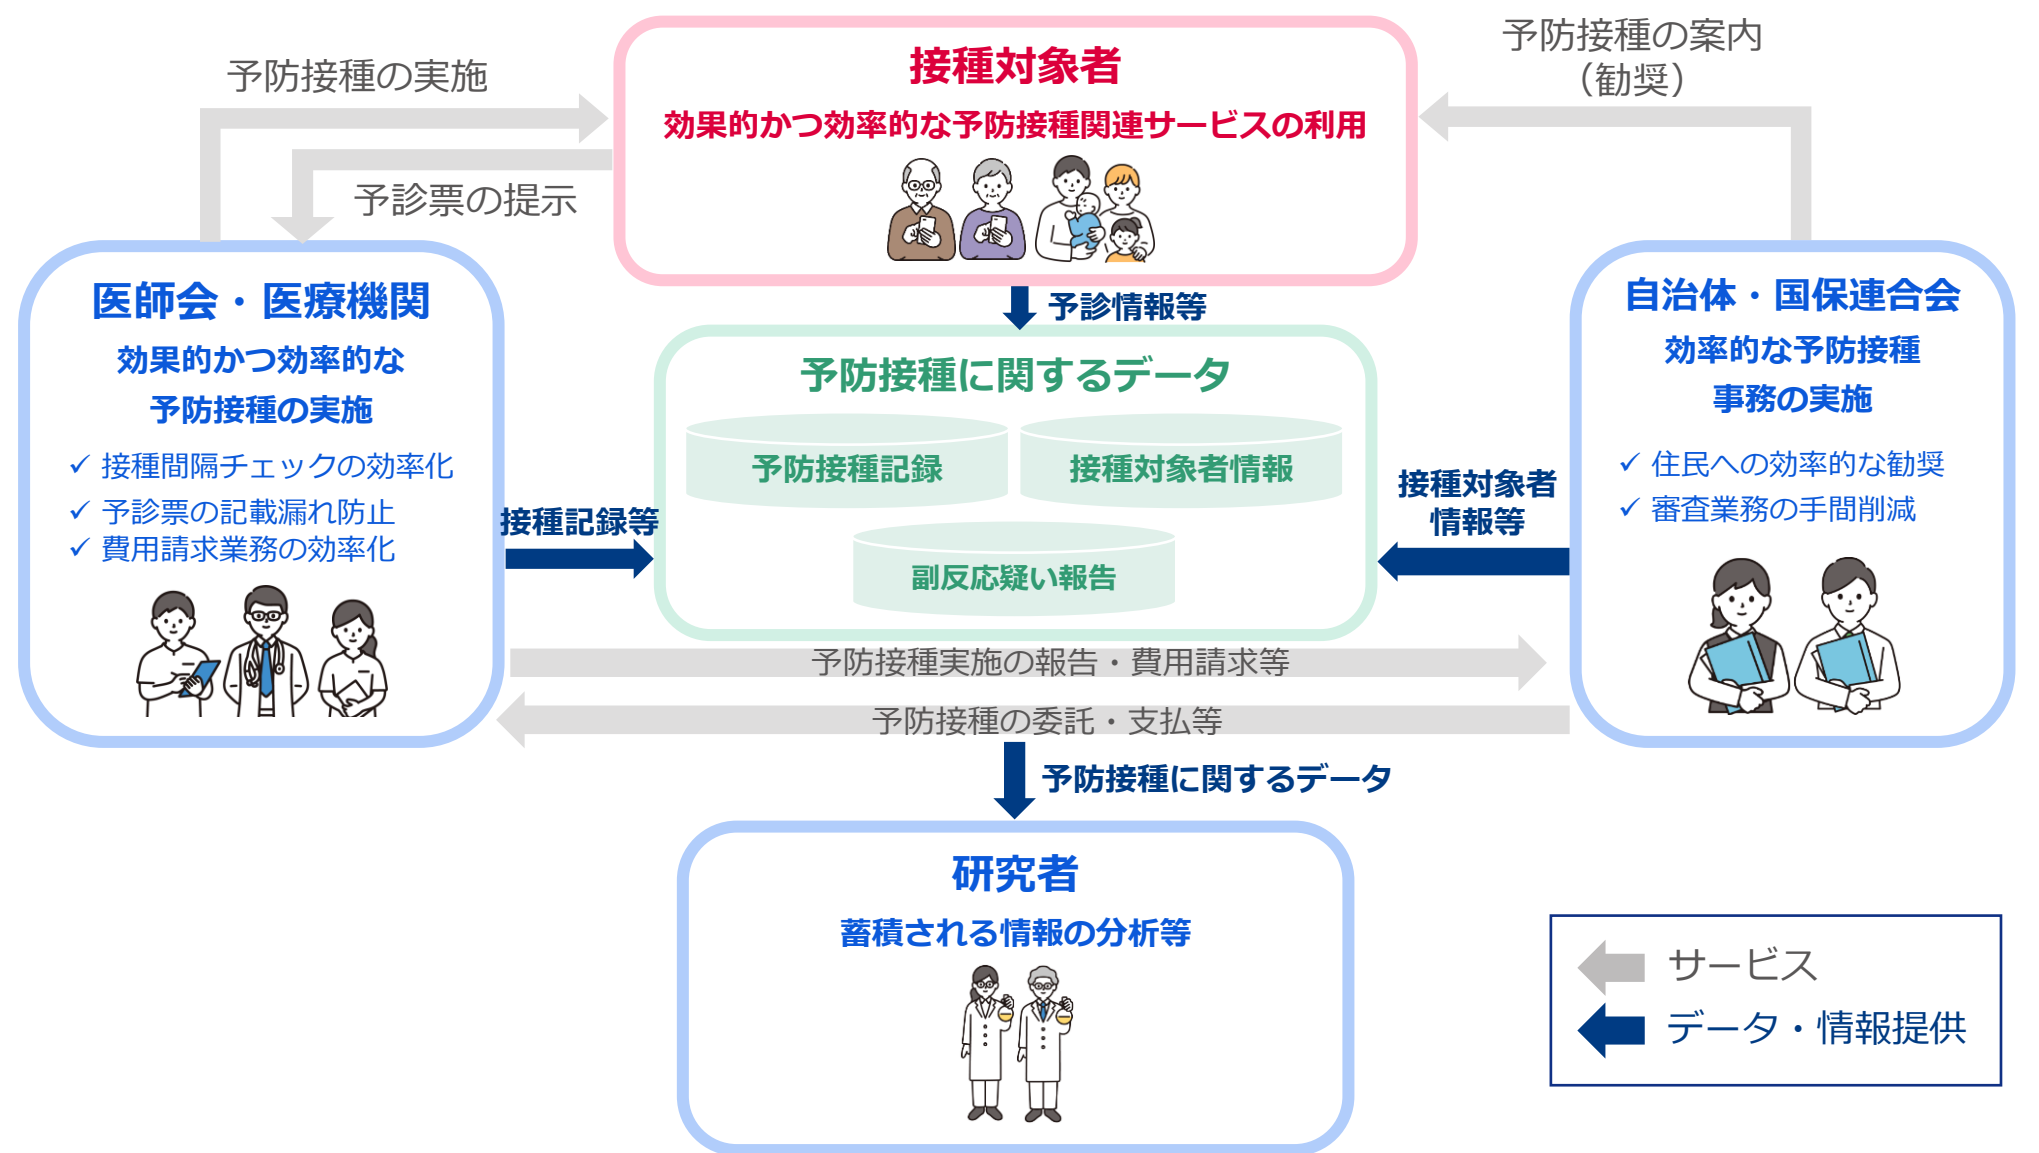 予防接種の実施
予診票の提示
接種対象者
効果的かつ効率的な予防接種関連サービスの利用
予防接種の案内
（勧奨）
医師会・医療機関
効果的かつ効率的な
予防接種の実施
✓ 接種間隔チェックの効率化
✓ 予診票の記載漏れ防止
✓ 費用請求業務の効率化
予診情報等
予防接種に関するデータ
予防接種記録
接種対象者情報
副反応疑い報告
接種記録等
接種対象者
情報等
自治体・国保連合会
効率的な予防接種
事務の実施
✓ 住民への効率的な勧奨
✓ 審査業務の手間削減
予防接種実施の報告・費用請求等
予防接種の委託・支払等
予防接種に関するデータ
研究者
蓄積される情報の分析等
サービス
データ・情報提供